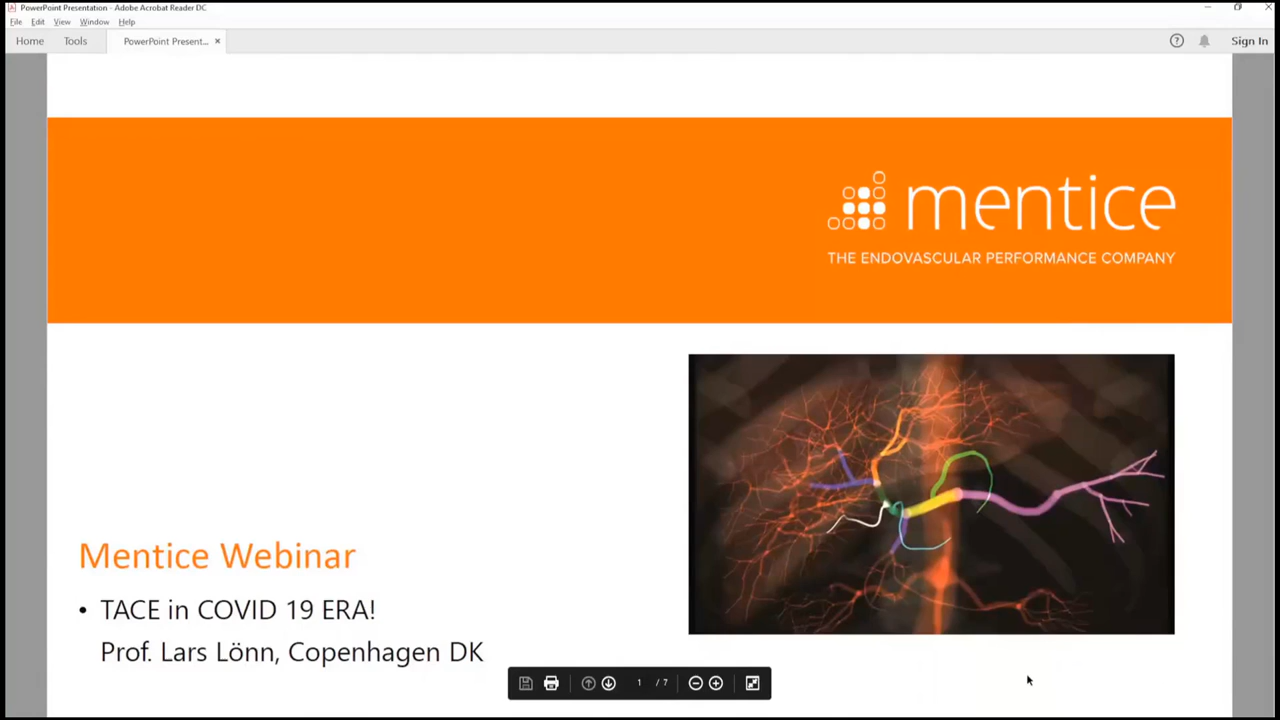 PowerPoint Presentation - Adobe Acrobat Reader DC
File Edit View Window Help
Home Tools PowerPoint Present... × Sign In
mentice
THE ENDOVASCULAR PERFORMANCE COMPANY
Mentice Webinar
• TACE in COVID 19 ERA!
Prof. Lars Lönn, Copenhagen DK
1 / 7